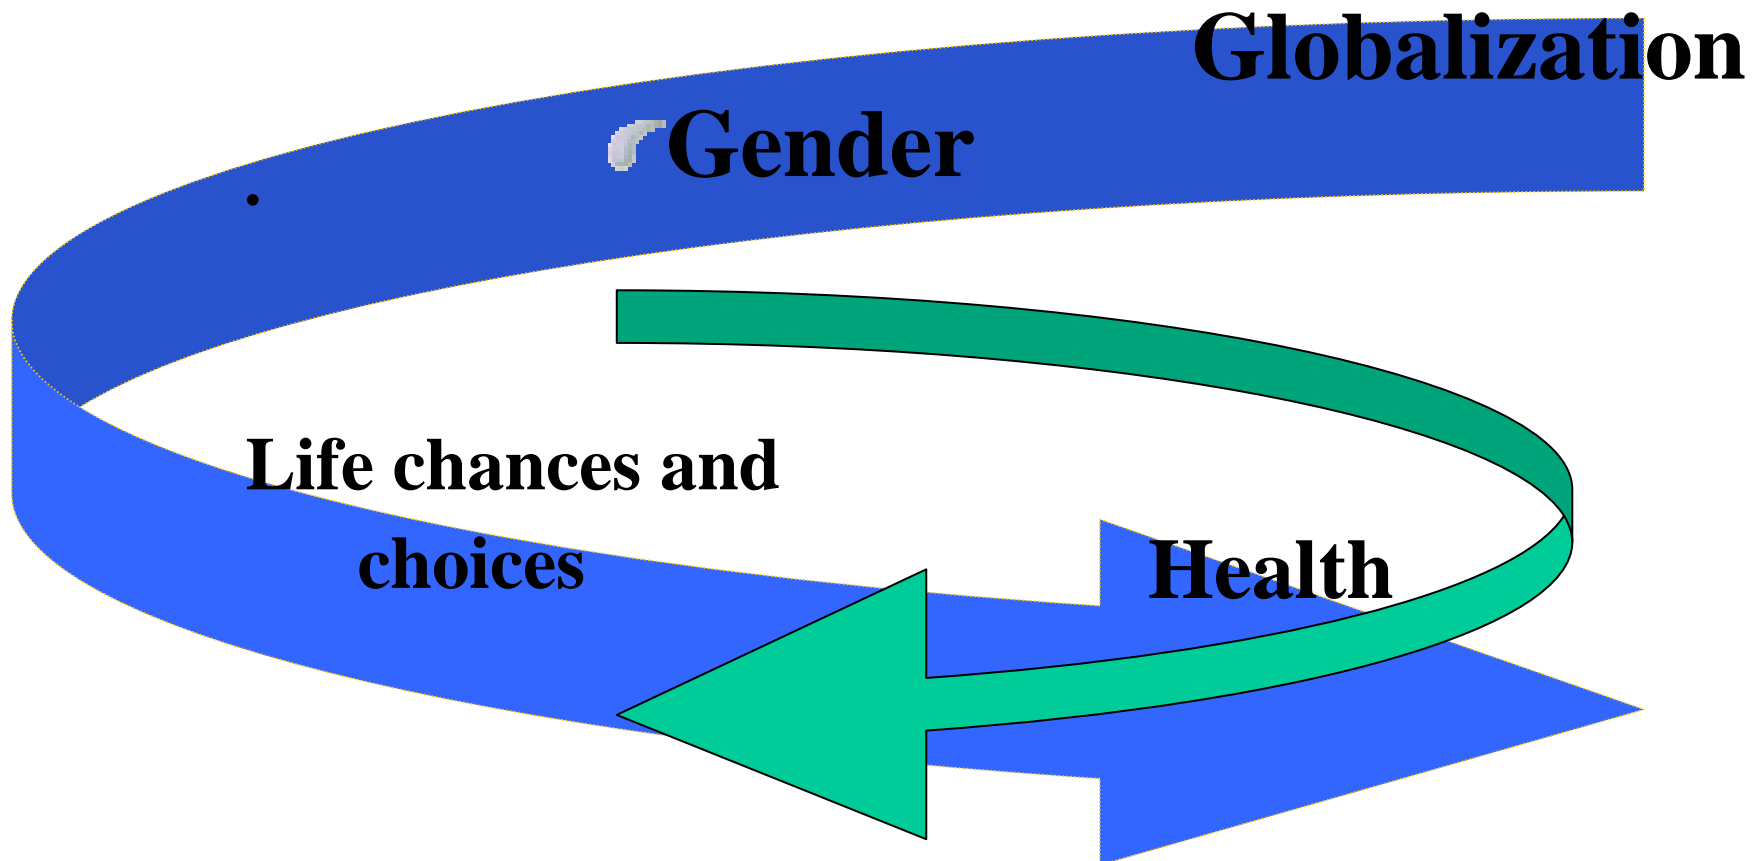 Globalization
Gender
•
Life chances and
choices
Health